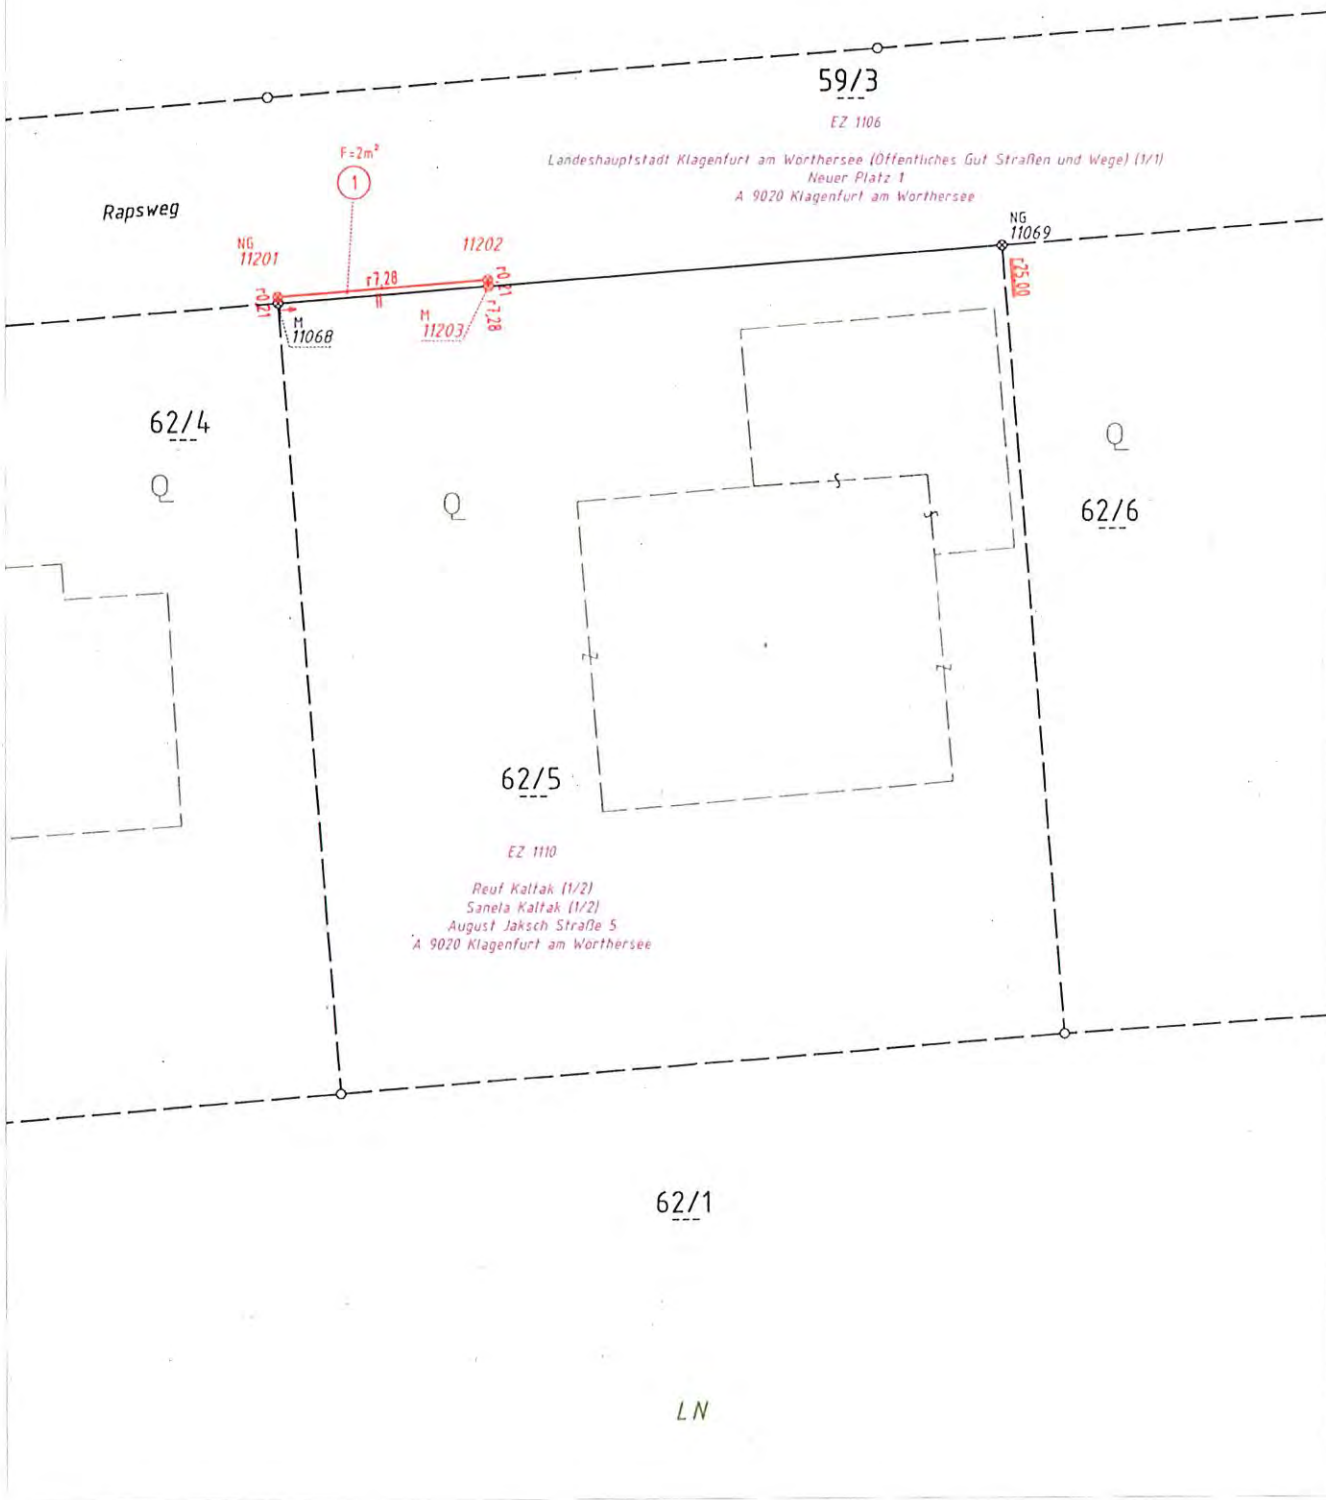 59/3
EZ 1106
Landeshauptstadt Klagenfurt am Wörthersee (Öffentliches Gut Straßen und Wege) (1/1)
Neuer Platz 1
A 9020 Klagenfurt am Wörthersee
F=2m²
1
Rapsweg
NG
11201
11202
NG
11069
r7,28
r0,21
r0,21
r7,28
r25,00
M
11068
M
11203
62/4
Q
Q
Q
62/6
62/5
EZ 1110
Reuf Kaltak (1/2)
Sanela Kaltak (1/2)
August Jaksch Straße 5
A 9020 Klagenfurt am Wörthersee
62/1
LN